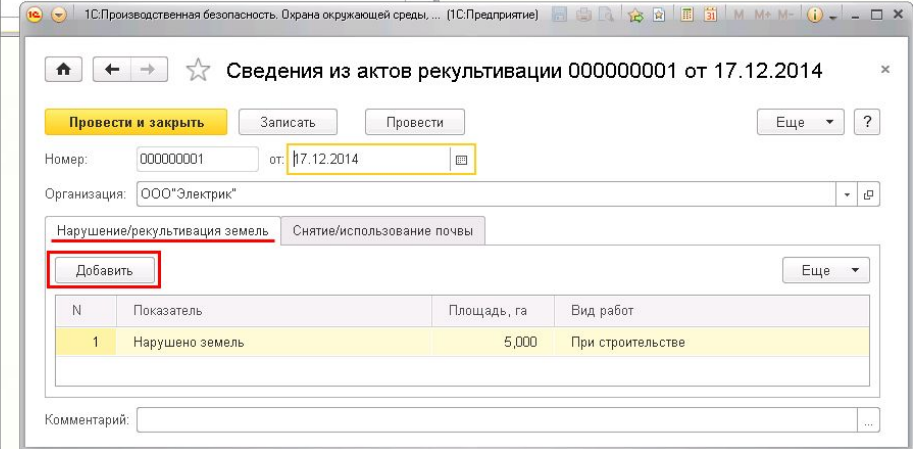 1С:Производственная безопасность. Охрана окружающей среды, ... (1С:Предприятие) M M+ M-
Сведения из актов рекультивации 000000001 от 17.12.2014
Провести и закрыть Записать Провести Еще ?
Номер: 000000001 от: 17.12.2014
Организация: ООО"Электрик"
Нарушение/рекультивация земель Снятие/использование почвы
Добавить Еще
N Показатель Площадь, га Вид работ
1 Нарушено земель 5,000 При строительстве
Комментарий: ...